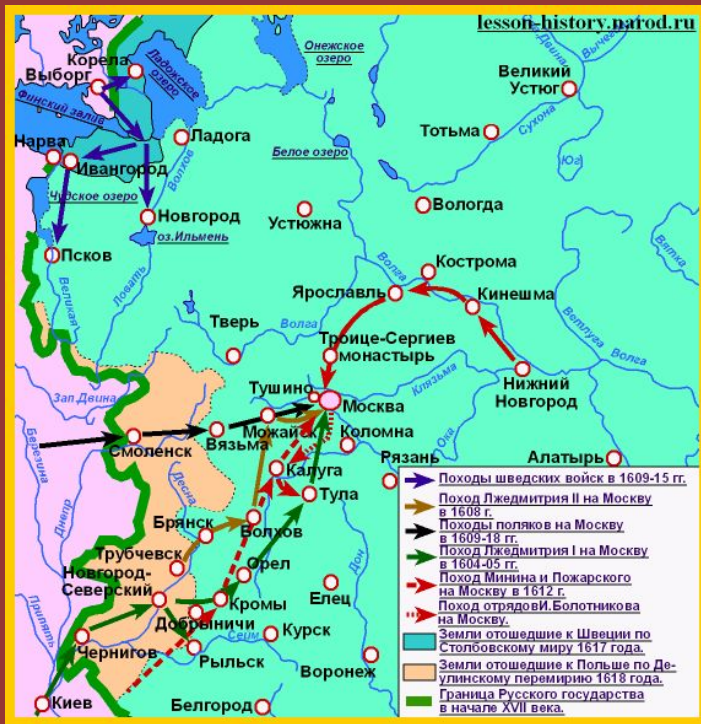 lesson-history.narod.ru
Онежское
озеро
Сев.Двина
Вычегда
Корела
Ладожское
озеро
Выборг
Великий
Устюг
Финский залив
Тотьма
Сухона
Нарва
Ладога
Белое озеро
Юг
Ивангород
Волхов
Чудское озеро
Вологда
Новгород
Устюжна
оз.Ильмень
Псков
Великая
Ловать
Кострома
Вятка
Волга
Ярославль
Кинешма
Тверь
Волга
Ветлуга
Троице-Сергиев
монастырь
Волга
Зап.Двина
Клязьма
Нижний
Новгород
Тушино
Москва
Березина
Смоленск
Вязьма
Можайск
Коломна
Ока
Рязань
Алатырь
Днепр
Десна
Калуга
Тула
Брянск
Волхов
Дон
Трубчевск
Новгород-
Северский
Орел
Елец
Припять
Добрыничи
Кромы
Сейм
Курск
Чернигов
Рыльск
Воронеж
Киев
Белгород
Походы шведских войск в 1609-15 гг.
Поход Лжедмитрия II на Москву
в 1608 г.
Походы поляков на Москву
в 1609-18 гг.
Поход Лжедмитрия I на Москву
в 1604-05 гг.
Поход Минина и Пожарского
на Москву в 1612 г.
Поход отрядовИ.Болотникова
на Москву.
Земли отошедшие к Швеции по
Столбовскому миру 1617 года.
Земли отошедшие к Польше по Де-
улинскому перемирию 1618 года.
Граница Русского государства
в начале XVII века.